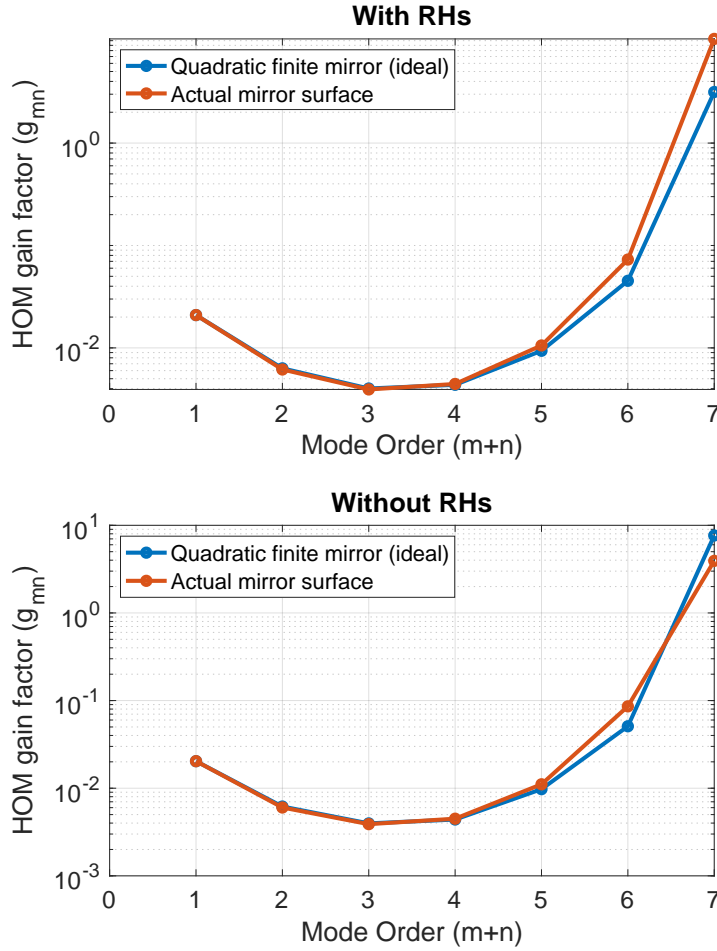 With RHs
HOM gain factor (g_mn)
Quadratic finite mirror (ideal)
Actual mirror surface
10^0
10^-2
0 1 2 3 4 5 6 7
Mode Order (m+n)
Without RHs
HOM gain factor (g_mn)
Quadratic finite mirror (ideal)
Actual mirror surface
10^1
10^0
10^-1
10^-2
10^-3
0 1 2 3 4 5 6 7
Mode Order (m+n)